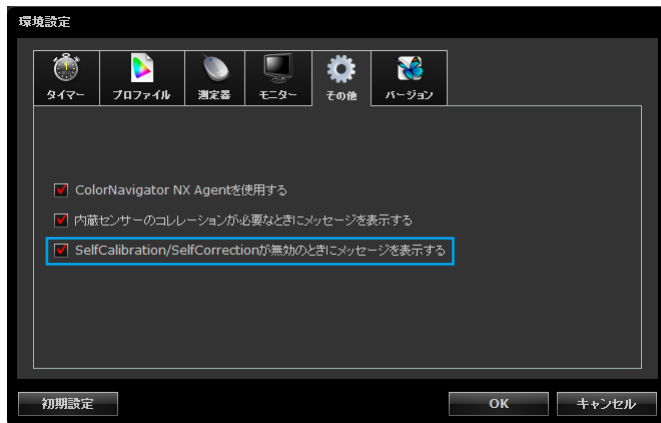 環境設定
タイマー プロファイル 測定器 モニター その他 バージョン
ColorNavigator NX Agentを使用する
内蔵センサーのコレレーションが必要なときにメッセージを表示する
SelfCalibration/SelfCorrectionが無効のときにメッセージを表示する
初期設定 OK キャンセル